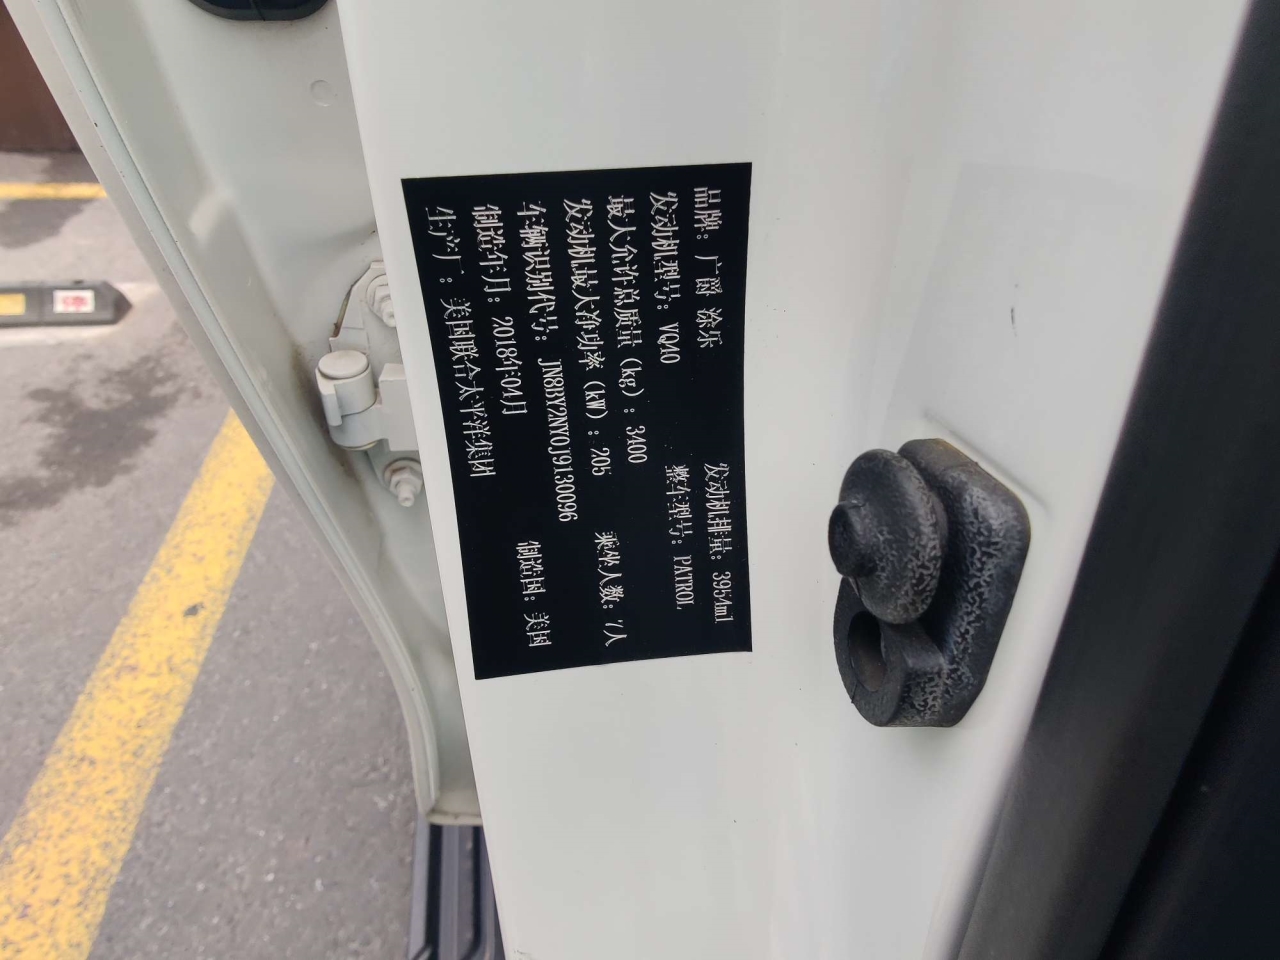 品牌：广爵 涂乐 发动机排量：3954ml
发动机型号：VQ40 整车型号：PATROL
最大允许总质量（kg）：3400
发动机最大净功率（kW）：205 乘坐人数：7人
车辆识别代号：JN8BY2NY0J9130096
制造年月：2018年04月 制造国：美国
生产厂：美国联合太平洋集团